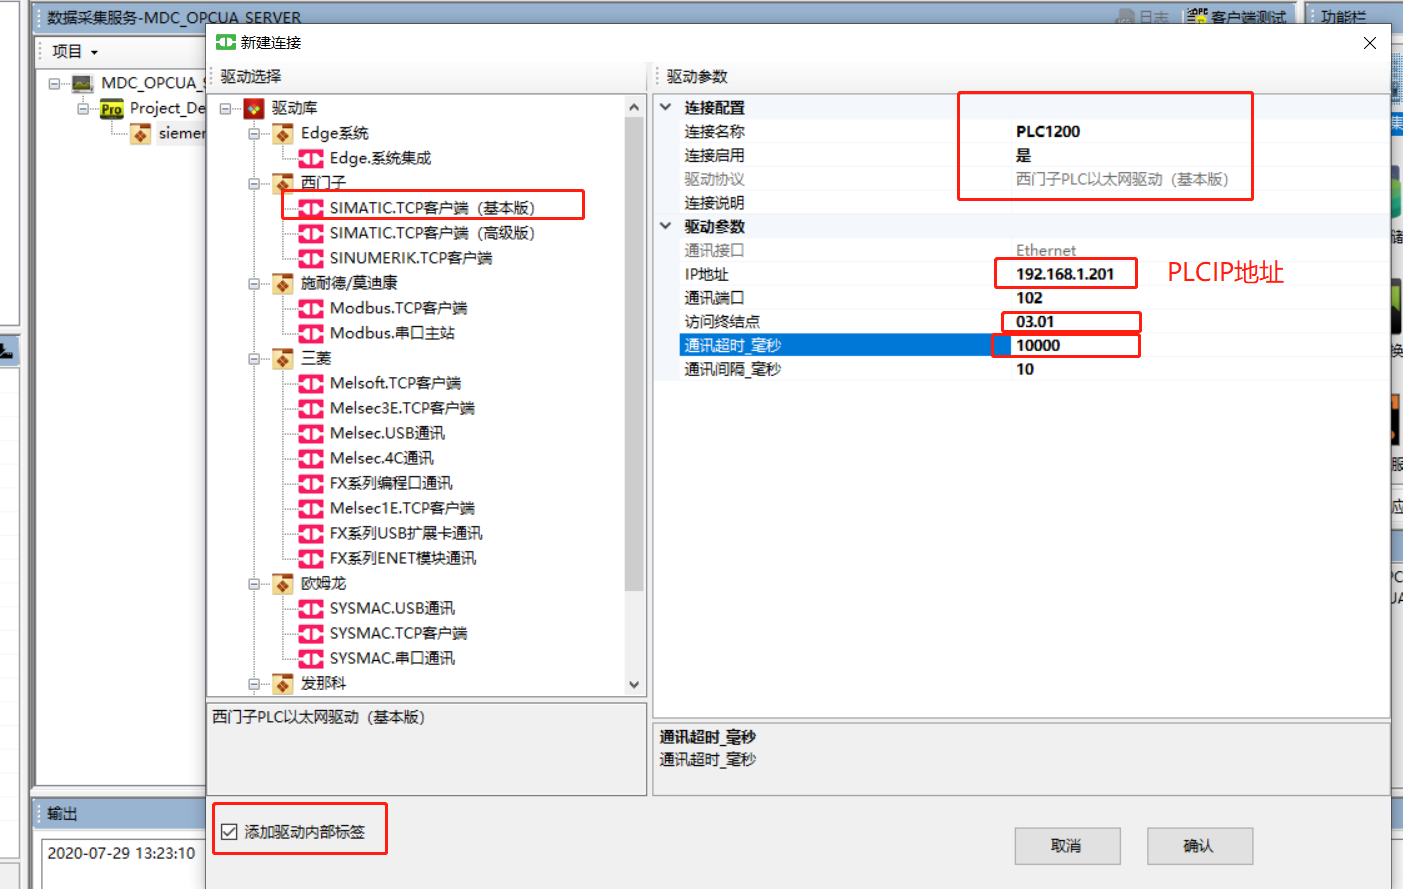 数据采集服务-MDC_OPCUA_SERVER
日志
客户端测试
功能栏
项目
MDC_OPCUA_S
Pro Project_De
siemen
新建连接
驱动选择
驱动库
Edge系统
Edge.系统集成
西门子
SIMATIC.TCP客户端（基本版）
SIMATIC.TCP客户端（高级版）
SINUMERIK.TCP客户端
施耐德/莫迪康
Modbus.TCP客户端
Modbus.串口主站
三菱
Melsoft.TCP客户端
Melsec3E.TCP客户端
Melsec.USB通讯
Melsec.4C通讯
FX系列编程口通讯
Melsec1E.TCP客户端
FX系列USB扩展卡通讯
FX系列ENET模块通讯
欧姆龙
SYSMAC.USB通讯
SYSMAC.TCP客户端
SYSMAC.串口通讯
发那科
西门子PLC以太网驱动（基本版）
添加驱动内部标签
驱动参数
连接配置
连接名称 PLC1200
连接启用 是
驱动协议 西门子PLC以太网驱动（基本版）
连接说明
驱动参数
通讯接口 Ethernet
IP地址 192.168.1.201 PLCIP地址
通讯端口 102
访问终结点 03.01
通讯超时_毫秒 10000
通讯间隔_毫秒 10
通讯超时_毫秒
通讯超时_毫秒
取消
确认
输出
2020-07-29 13:23:10